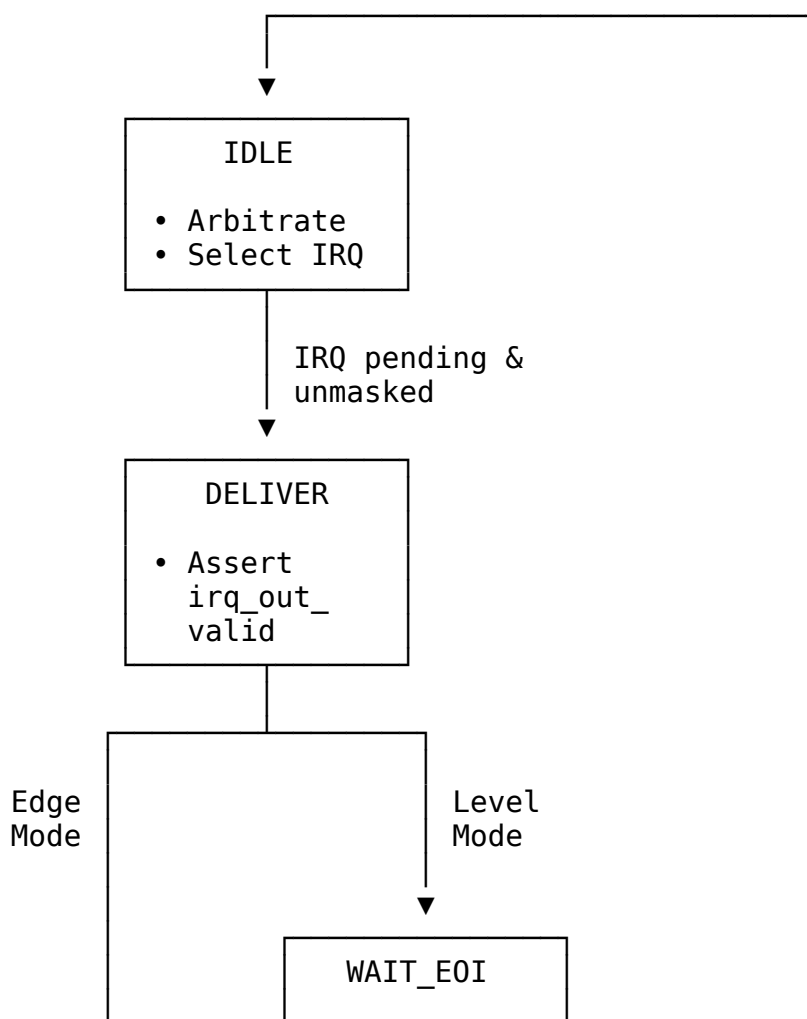 IDLE
• Arbitrate
• Select IRQ
IRQ pending &
unmasked
DELIVER
• Assert
irq_out_
valid
Edge
Mode
Level
Mode
WAIT_EOI